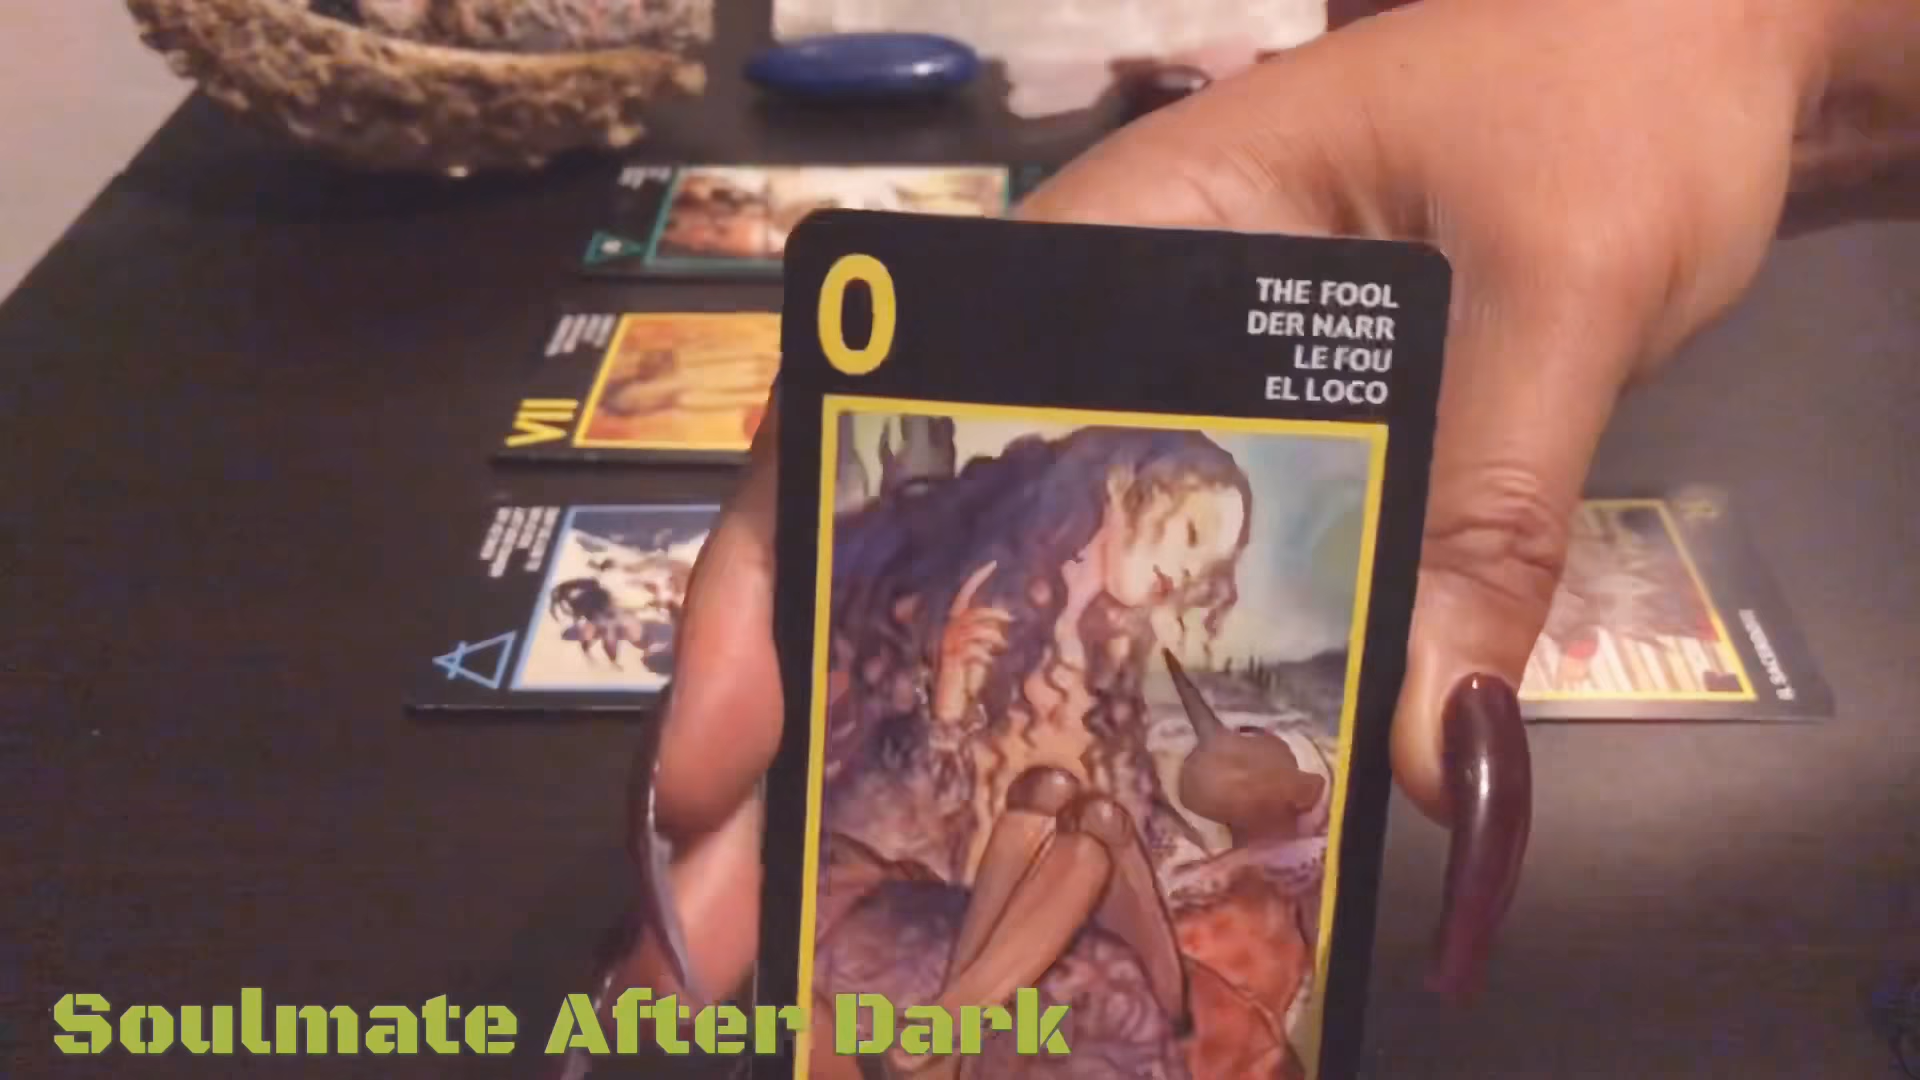 0
THE FOOL
DER NARR
LE FOU
EL LOCO
VII
Soulmate After Dark